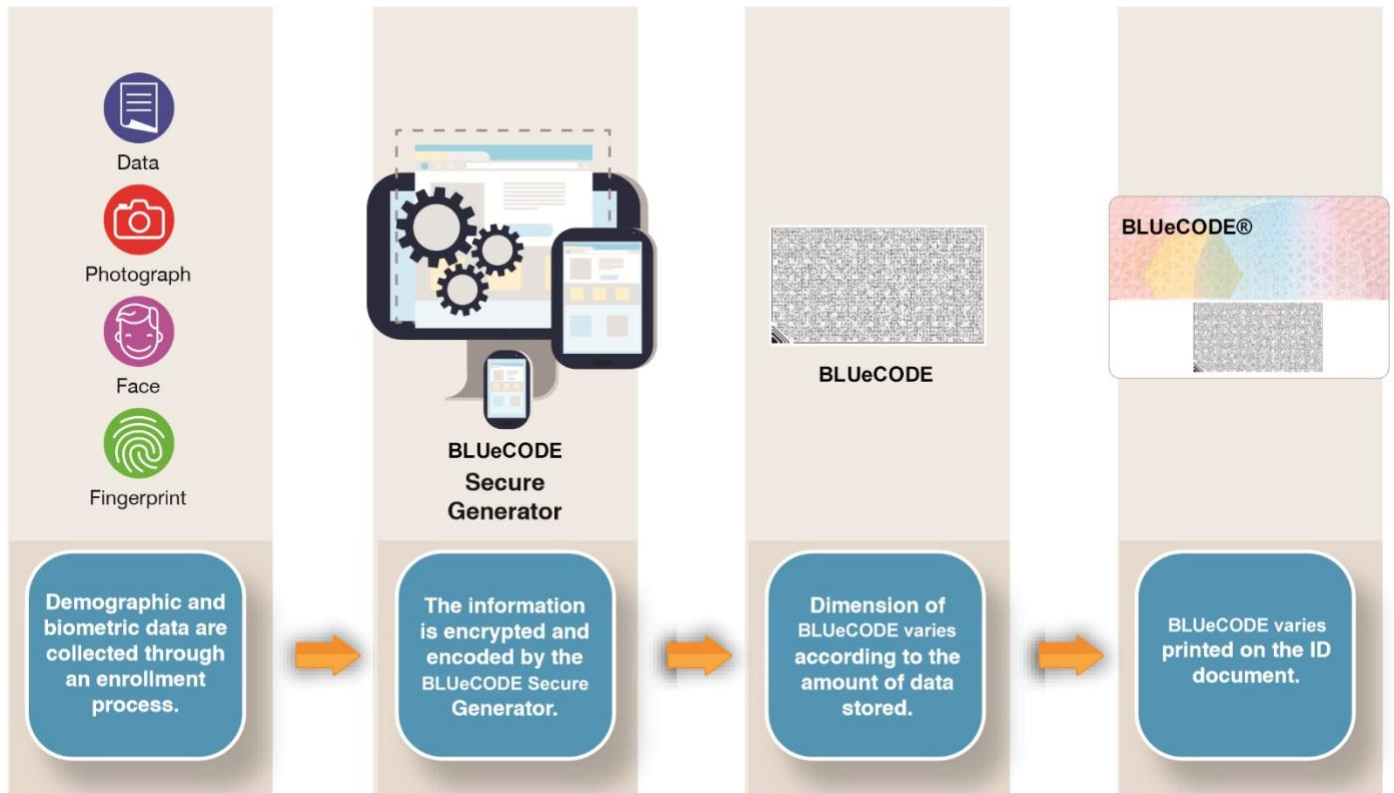 Data
Photograph
Face
Fingerprint
Demographic and
biometric data are
collected through
an enrollment
process.
BLUeCODE
Secure
Generator
The information
is encrypted and
encoded by the
BLUeCODE Secure
Generator.
BLUeCODE
Dimension of
BLUeCODE varies
according to the
amount of data
stored.
BLUeCODE®
BLUeCODE varies
printed on the ID
document.